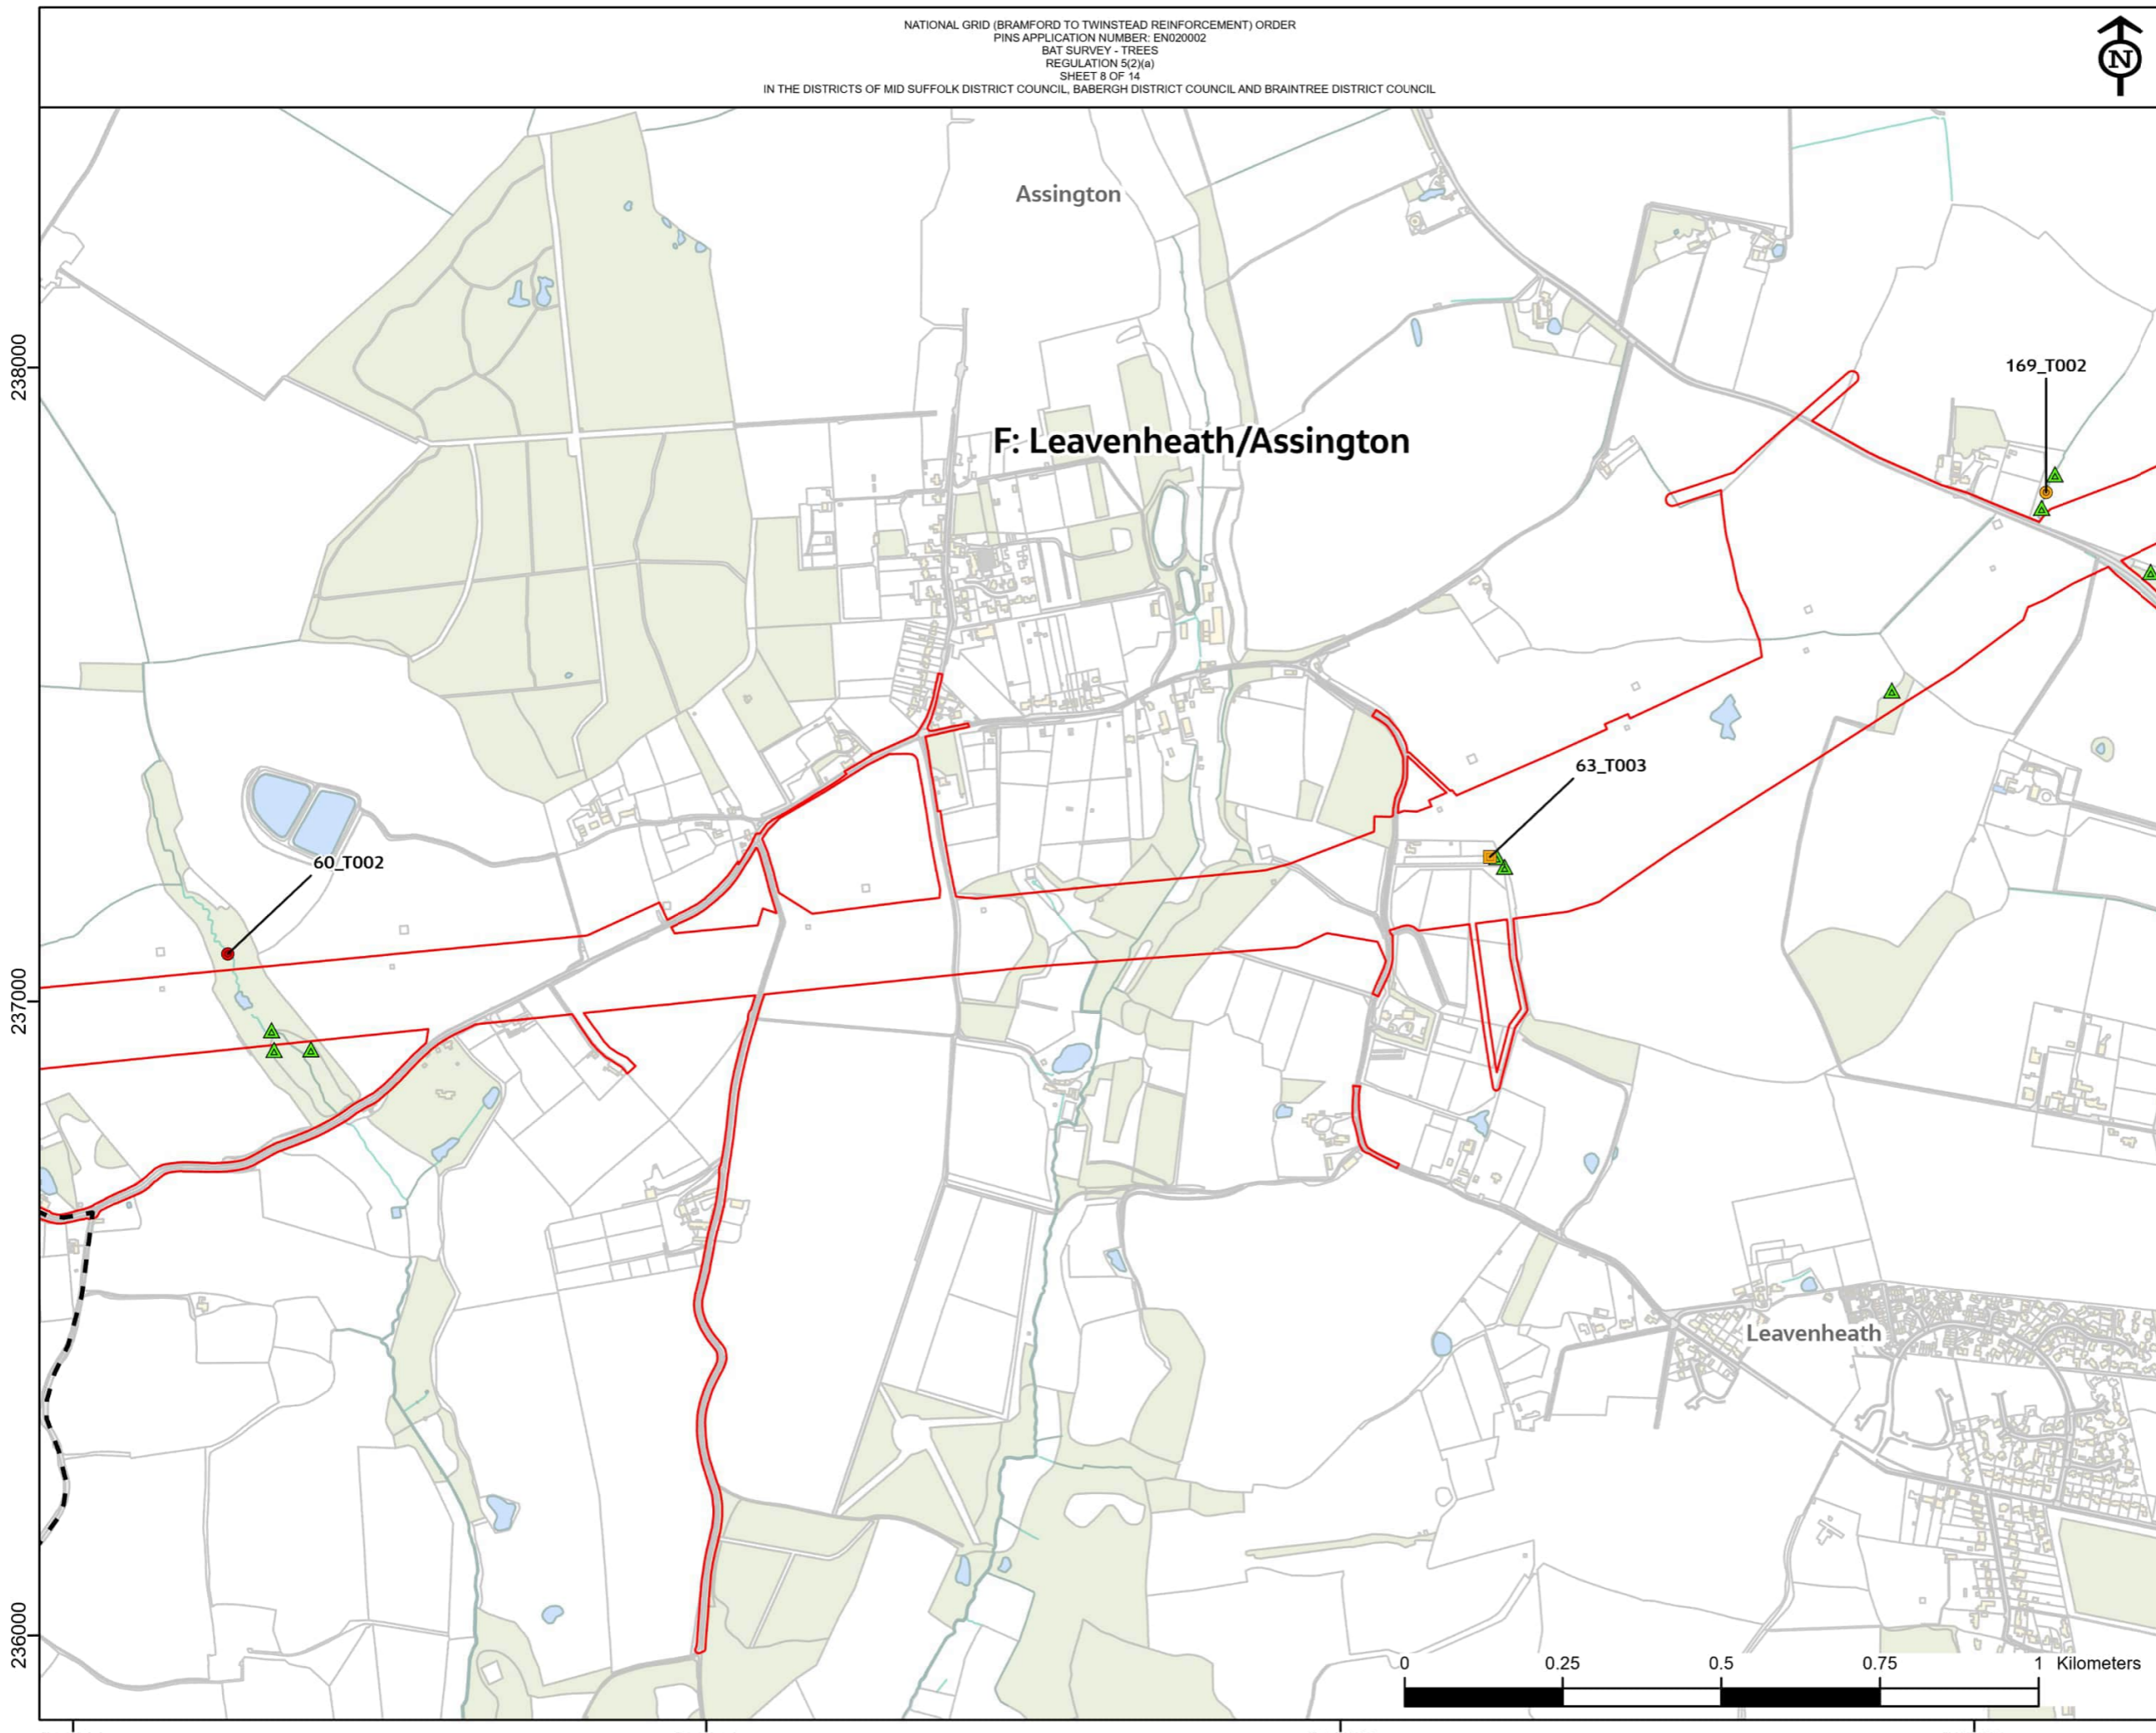 NATIONAL GRID (BRAMFORD TO TWINSTEAD REINFORCEMENT) ORDER
PINS APPLICATION NUMBER: EN020002
BAT SURVEY - TREES
REGULATION 5(2)(a)
SHEET 8 OF 14
IN THE DISTRICTS OF MID SUFFOLK DISTRICT COUNCIL, BABERGH DISTRICT COUNCIL AND BRAINTREE DISTRICT COUNCIL
N
Assington
238000
169_T002
F: Leavenheath/Assington
63_T003
60_T002
237000
Leavenheath
236000
0 0.25 0.5 0.75 1 Kilometers